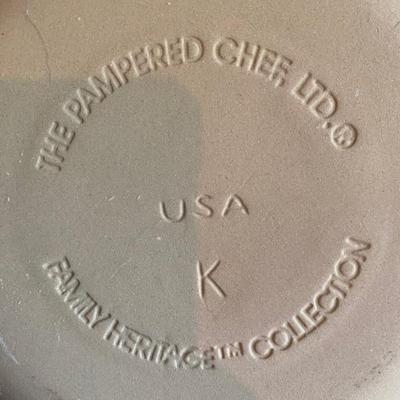 THE PAMPERED CHEF, LTD.®
USA
K
FAMILY HERITAGE™ COLLECTION